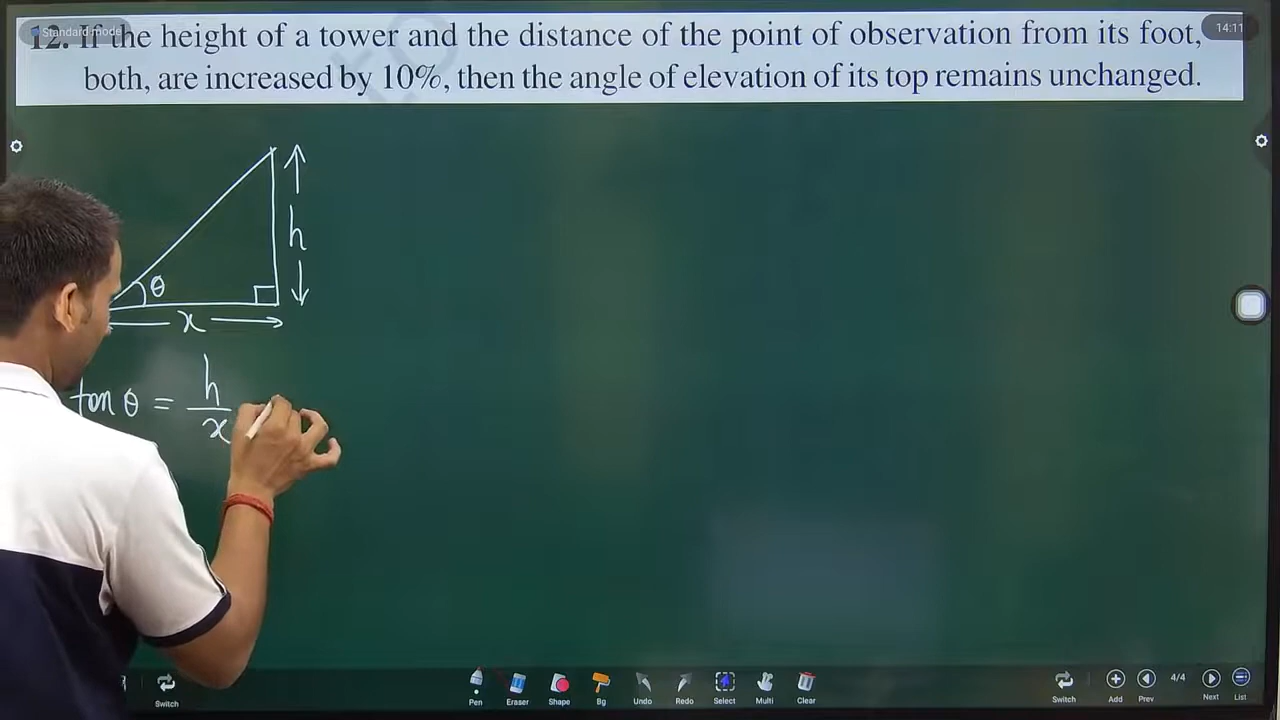 Standard mode
14:11
12. If the height of a tower and the distance of the point of observation from its foot,
both, are increased by 10%, then the angle of elevation of its top remains unchanged.
h
θ
x
tan θ = h/x
Switch
Pen
Eraser
Shape
Bg
Undo
Redo
Select
Multi
Clear
Switch
Add
Prev
4/4
Next
List